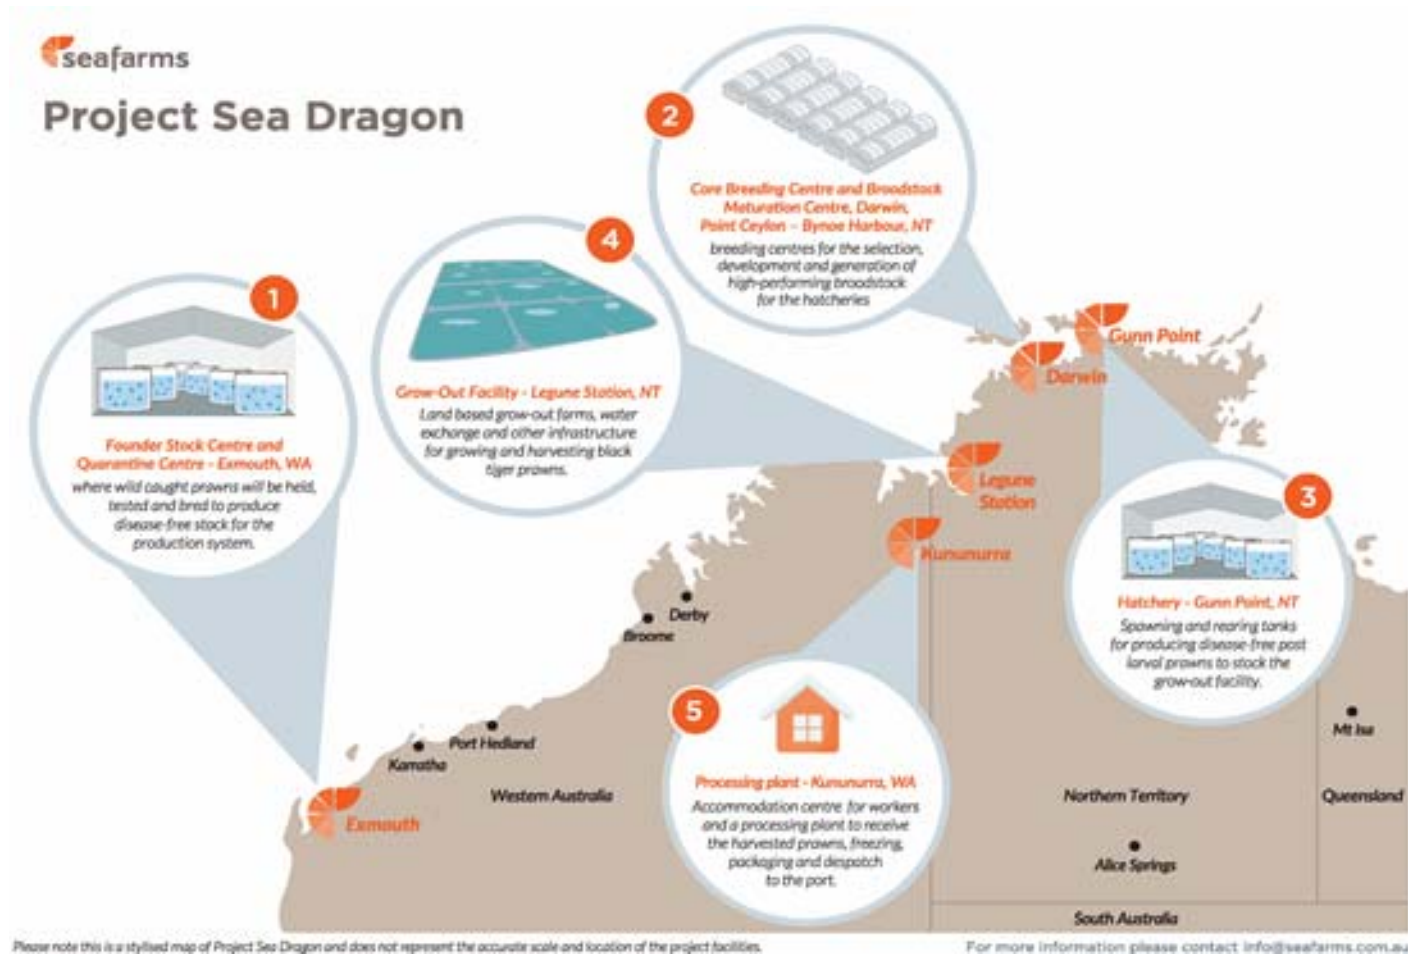 seafarms
Project Sea Dragon
1
Founder Stock Centre and
Quarantine Centre - Exmouth, WA
where wild caught prawns will be held,
tested and bred to produce
disease-free stock for the
production system.
2
Core Breeding Centre and Broodstock
Maturation Centre, Darwin,
Point Ceylon – Bynoe Harbour, NT
breeding centres for the selection,
development and generation of
high-performing broodstock
for the hatcheries
4
Grow-Out Facility - Legune Station, NT
Land based grow-out farms, water
exchange and other infrastructure
for growing and harvesting black
tiger prawns.
3
Hatchery - Gunn Point, NT
Spawning and rearing tanks
for producing disease-free post
larval prawns to stock the
grow-out facility.
5
Processing plant - Kununurra, WA
Accommodation centre for workers
and a processing plant to receive
the harvested prawns, freezing,
packaging and despatch
to the port.
Gunn Point
Darwin
Legune
Station
Kununurra
Derby
Broome
Port Hedland
Karratha
Exmouth
Western Australia
Northern Territory
Alice Springs
South Australia
Mt Isa
Queensland
Please note this is a stylised map of Project Sea Dragon and does not represent the accurate scale and location of the project facilities.
For more information please contact info@seafarms.com.au